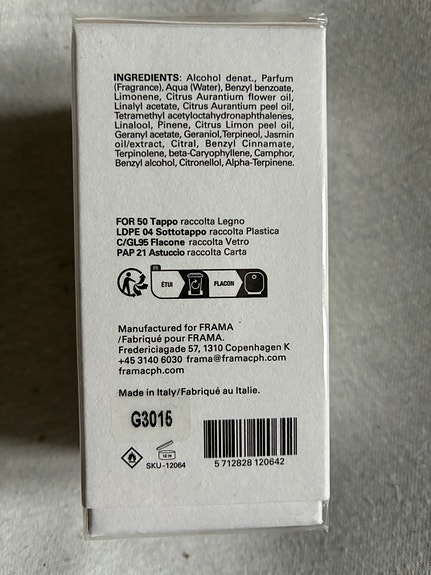 INGREDIENTS: Alcohol denat., Parfum
(Fragrance), Aqua (Water), Benzyl benzoate,
Limonene, Citrus Aurantium flower oil,
Linalyl acetate, Citrus Aurantium peel oil,
Tetramethyl acetyloctahydronaphthalenes,
Linalool, Pinene, Citrus Limon peel oil,
Geranyl acetate, Geraniol,Terpineol, Jasmin
oil/extract, Citral, Benzyl Cinnamate,
Terpinolene, beta-Caryophyllene, Camphor,
Benzyl alcohol, Citronellol, Alpha-Terpinene.
FOR 50 Tappo raccolta Legno
LDPE 04 Sottotappo raccolta Plastica
C/GL95 Flacone raccolta Vetro
PAP 21 Astuccio raccolta Carta
FR
ÉTUI
FLACON
Manufactured for FRAMA
/Fabriqué pour FRAMA.
Fredericiagade 57, 1310 Copenhagen K
+45 3140 6030 frama@framacph.com
framacph.com
Made in Italy/Fabriqué au Italie.
G3015
12 M
SKU-12064
5 712828 120642